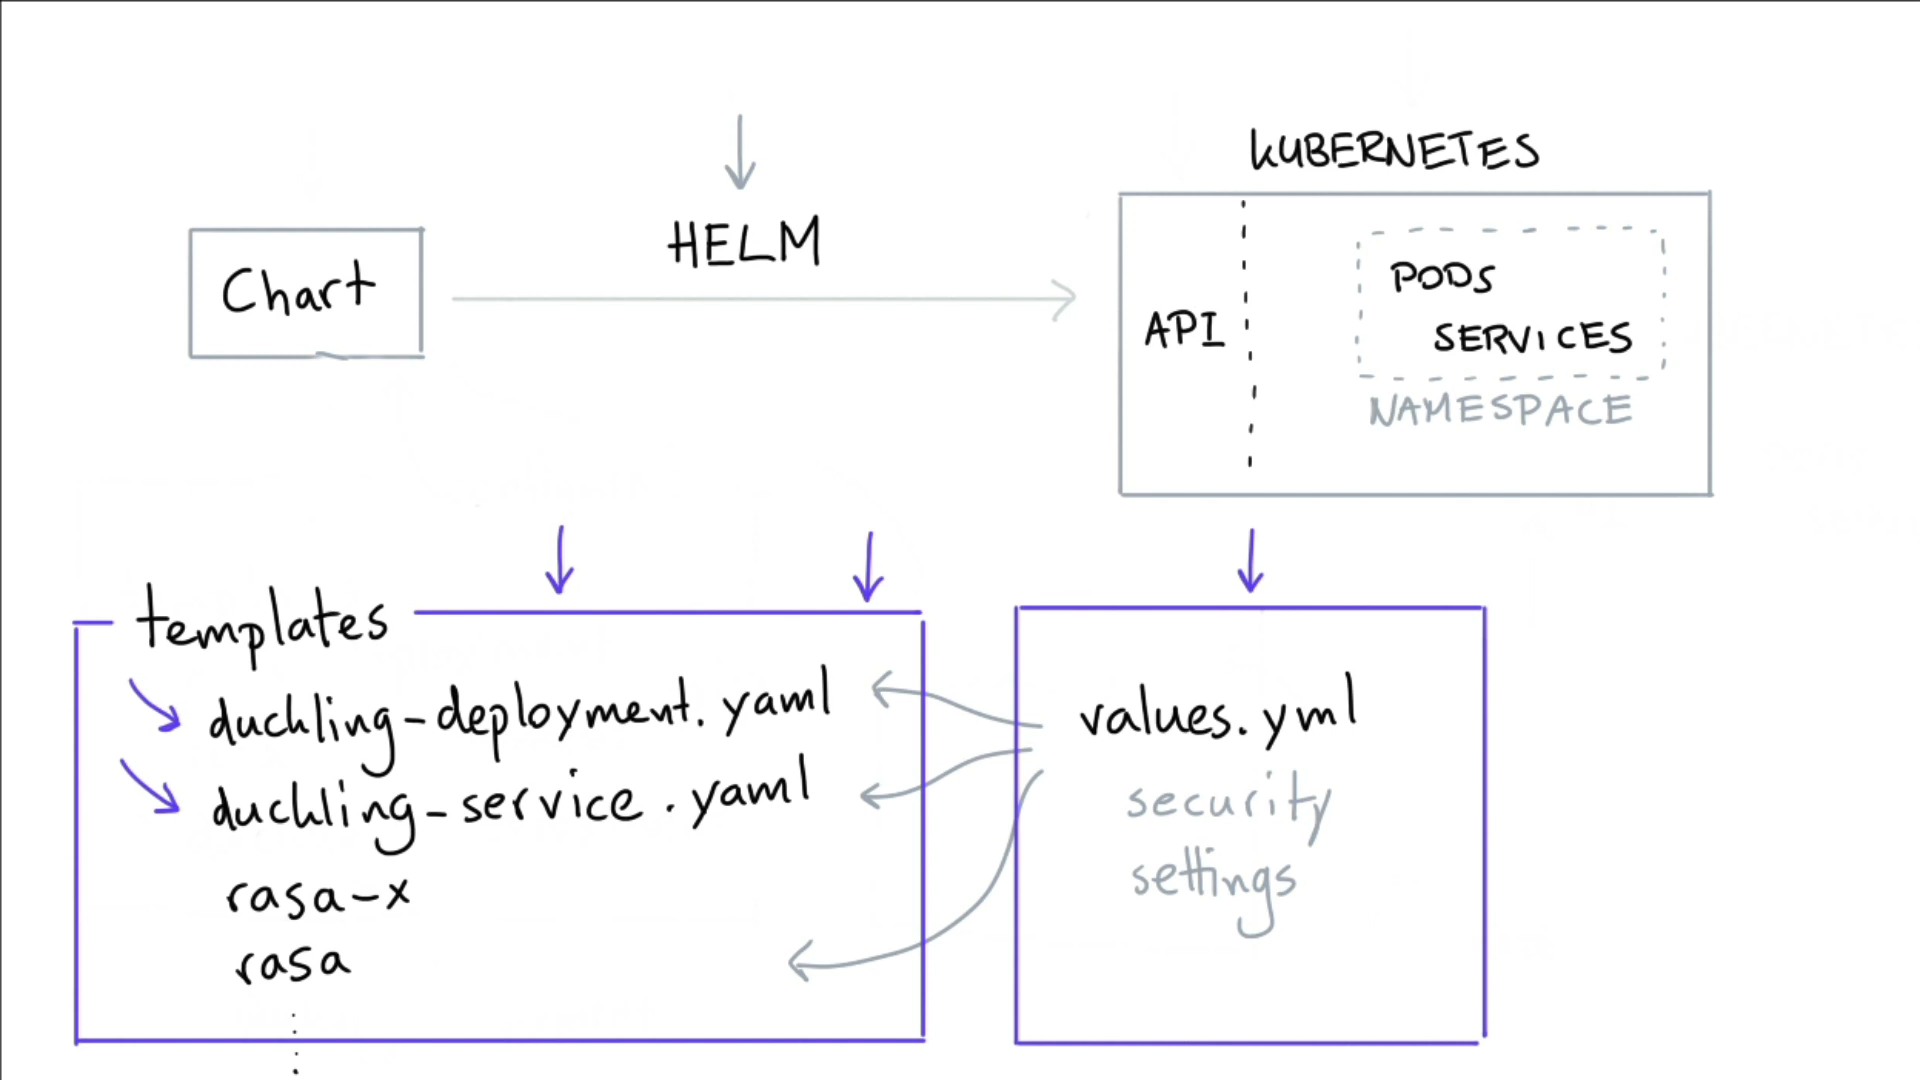 KUBERNETES
HELM
Chart
API
PODS
SERVICES
NAMESPACE
templates
duckling-deployment.yaml
duckling-service.yaml
rasa-x
rasa
values.yml
security
settings